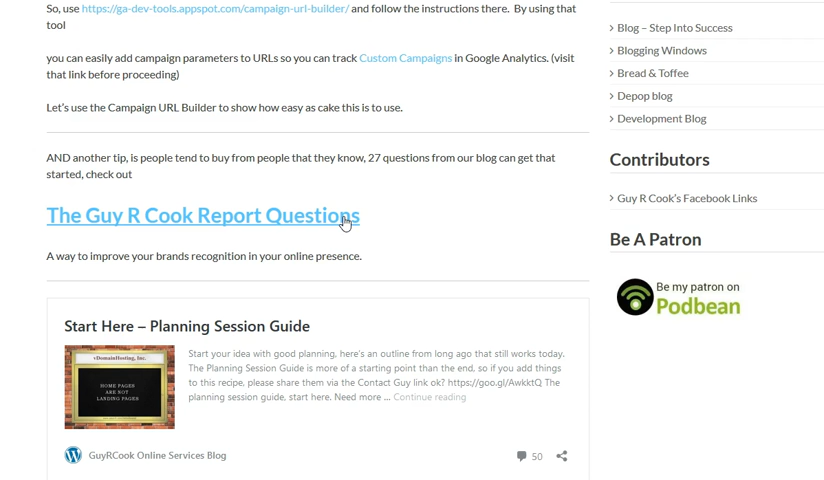 So, use https://ga-dev-tools.appspot.com/campaign-url-builder/ and follow the instructions there.  By using that
tool
you can easily add campaign parameters to URLs so you can track Custom Campaigns in Google Analytics. (visit
that link before proceeding)
Let's use the Campaign URL Builder to show how easy as cake this is to use.
AND another tip, is people tend to buy from people that they know, 27 questions from our blog can get that
started, check out
The Guy R Cook Report Questions
A way to improve your brands recognition in your online presence.
Start Here – Planning Session Guide
vDomainHosting, Inc.
HOME PAGES
ARE NOT
LANDING PAGES
Start your idea with good planning, here's an outline from long ago that still works today.
The Planning Session Guide is more of a starting point than the end, so if you add things
to this recipe, please share them via the Contact Guy link ok? https://goo.gl/AwkktQ The
planning session guide, start here. Need more ... Continue reading
GuyRCook Online Services Blog
50
Blog – Step Into Success
Blogging Windows
Bread & Toffee
Depop blog
Development Blog
Contributors
Guy R Cook's Facebook Links
Be A Patron
Be my patron on
Podbean